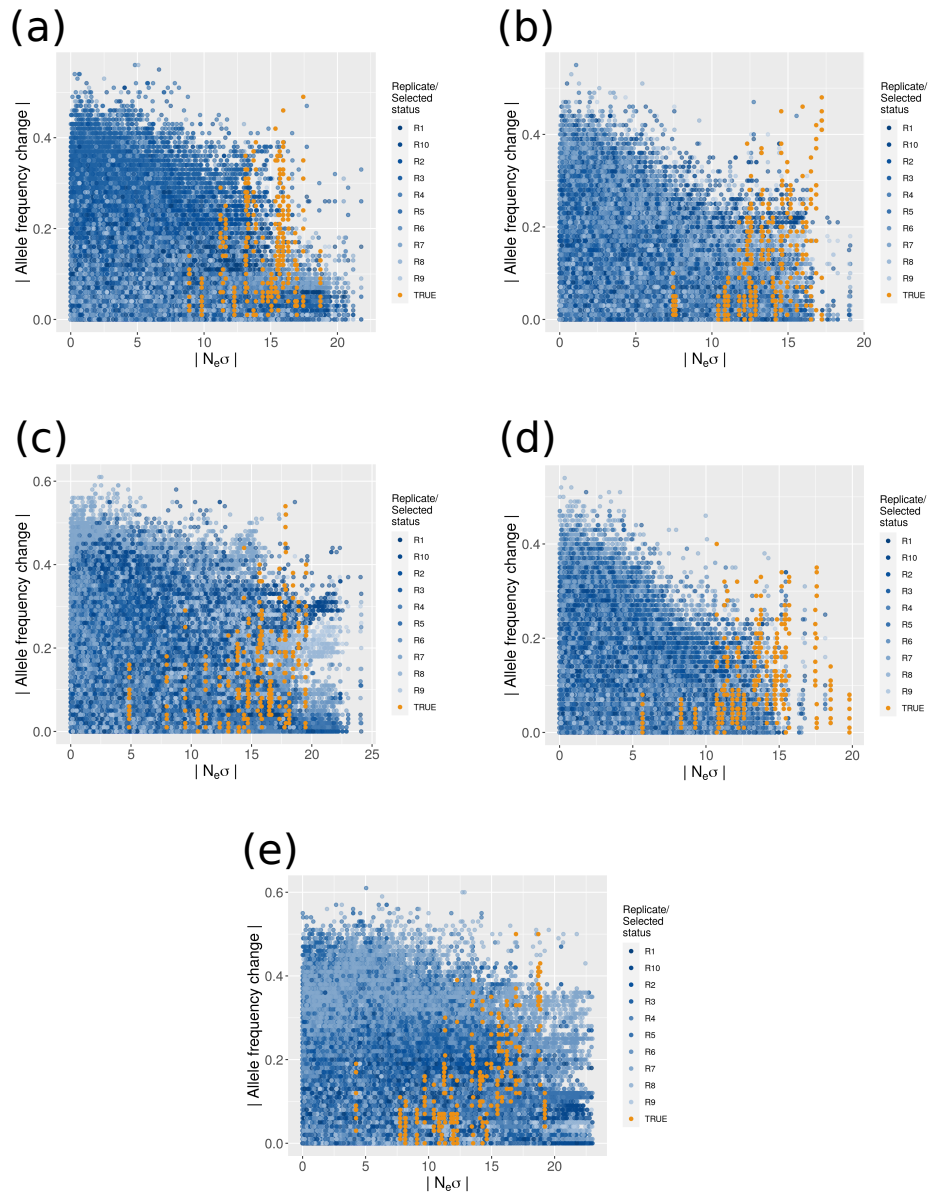 (a)
| Allele frequency change |
0.4
0.2
0.0
0
5
10
15
20
| Neσ |
Replicate/
Selected
status
R1
R10
R2
R3
R4
R5
R6
R7
R8
R9
TRUE
(b)
| Allele frequency change |
0.4
0.2
0.0
0
5
10
15
20
| Neσ |
Replicate/
Selected
status
R1
R10
R2
R3
R4
R5
R6
R7
R8
R9
TRUE
(c)
| Allele frequency change |
0.6
0.4
0.2
0.0
0
5
10
15
20
25
| Neσ |
Replicate/
Selected
status
R1
R10
R2
R3
R4
R5
R6
R7
R8
R9
TRUE
(d)
| Allele frequency change |
0.4
0.2
0.0
0
5
10
15
20
| Neσ |
Replicate/
Selected
status
R1
R10
R2
R3
R4
R5
R6
R7
R8
R9
TRUE
(e)
| Allele frequency change |
0.6
0.4
0.2
0.0
0
5
10
15
20
| Neσ |
Replicate/
Selected
status
R1
R10
R2
R3
R4
R5
R6
R7
R8
R9
TRUE